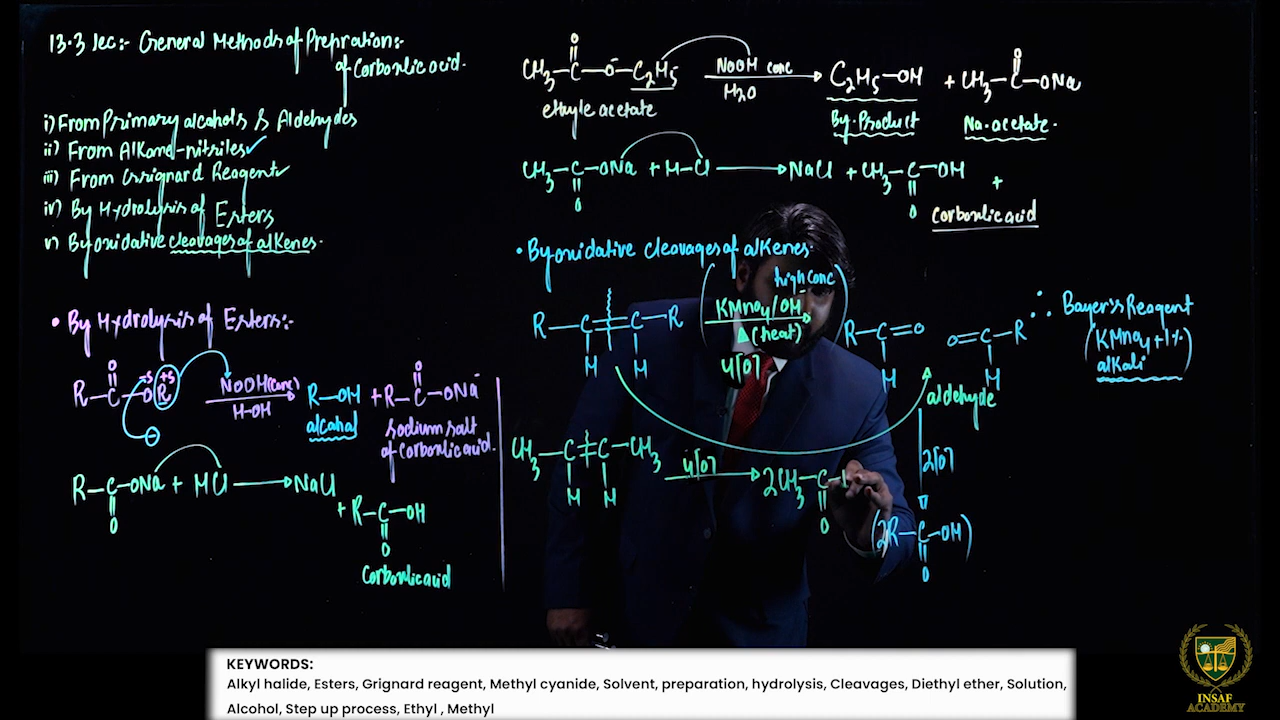 13.3 lec:- General Methods of Prepration:-
of Carboxlic acid.
i) From Primary alcohols & Aldehydes
ii) From Alkane-nitriles ✓
iii) From Grignard Reagent ✓
iv) By Hydrolysis of Esters
v) By oxidative cleavages of alkenes.
• By Hydrolysis of Esters:-
R-C-O-R
O
-S +S
NaOH (conc)
H-OH
R-OH + R-C-ONa
O
alcahal
sodium salt
of Carboxlic acid.
R-C-ONa + HCl → NaCl
O
+ R-C-OH
O
Carboxlic acid
O
CH3-C-O-C2H5
NaOH conc
H2O
C2H5-OH + CH3-C-ONa
O
ethyle acetate
By-Product
Na-acetate.
CH3-C-ONa + H-Cl → NaCl + CH3-C-OH
O
O
+
Carboxlic acid
• By oxidative cleavages of alkenes.
high conc
R-C=C-R
H H
KMnO4/OH-
Δ (heat)
4[O]
R-C=O O=C-R
H H
aldehyde
∴ Bayer's Reagent
(KMnO4+1%
alkali)
2[O]
(2R-C-OH)
O
CH3-C=C-CH3
H H
4[O]
2CH3-C-
O
KEYWORDS:
Alkyl halide, Esters, Grignard reagent, Methyl cyanide, Solvent, preparation, hydrolysis, Cleavages, Diethyl ether, Solution,
Alcohol, Step up process, Ethyl , Methyl
INSAF
ACADEMY